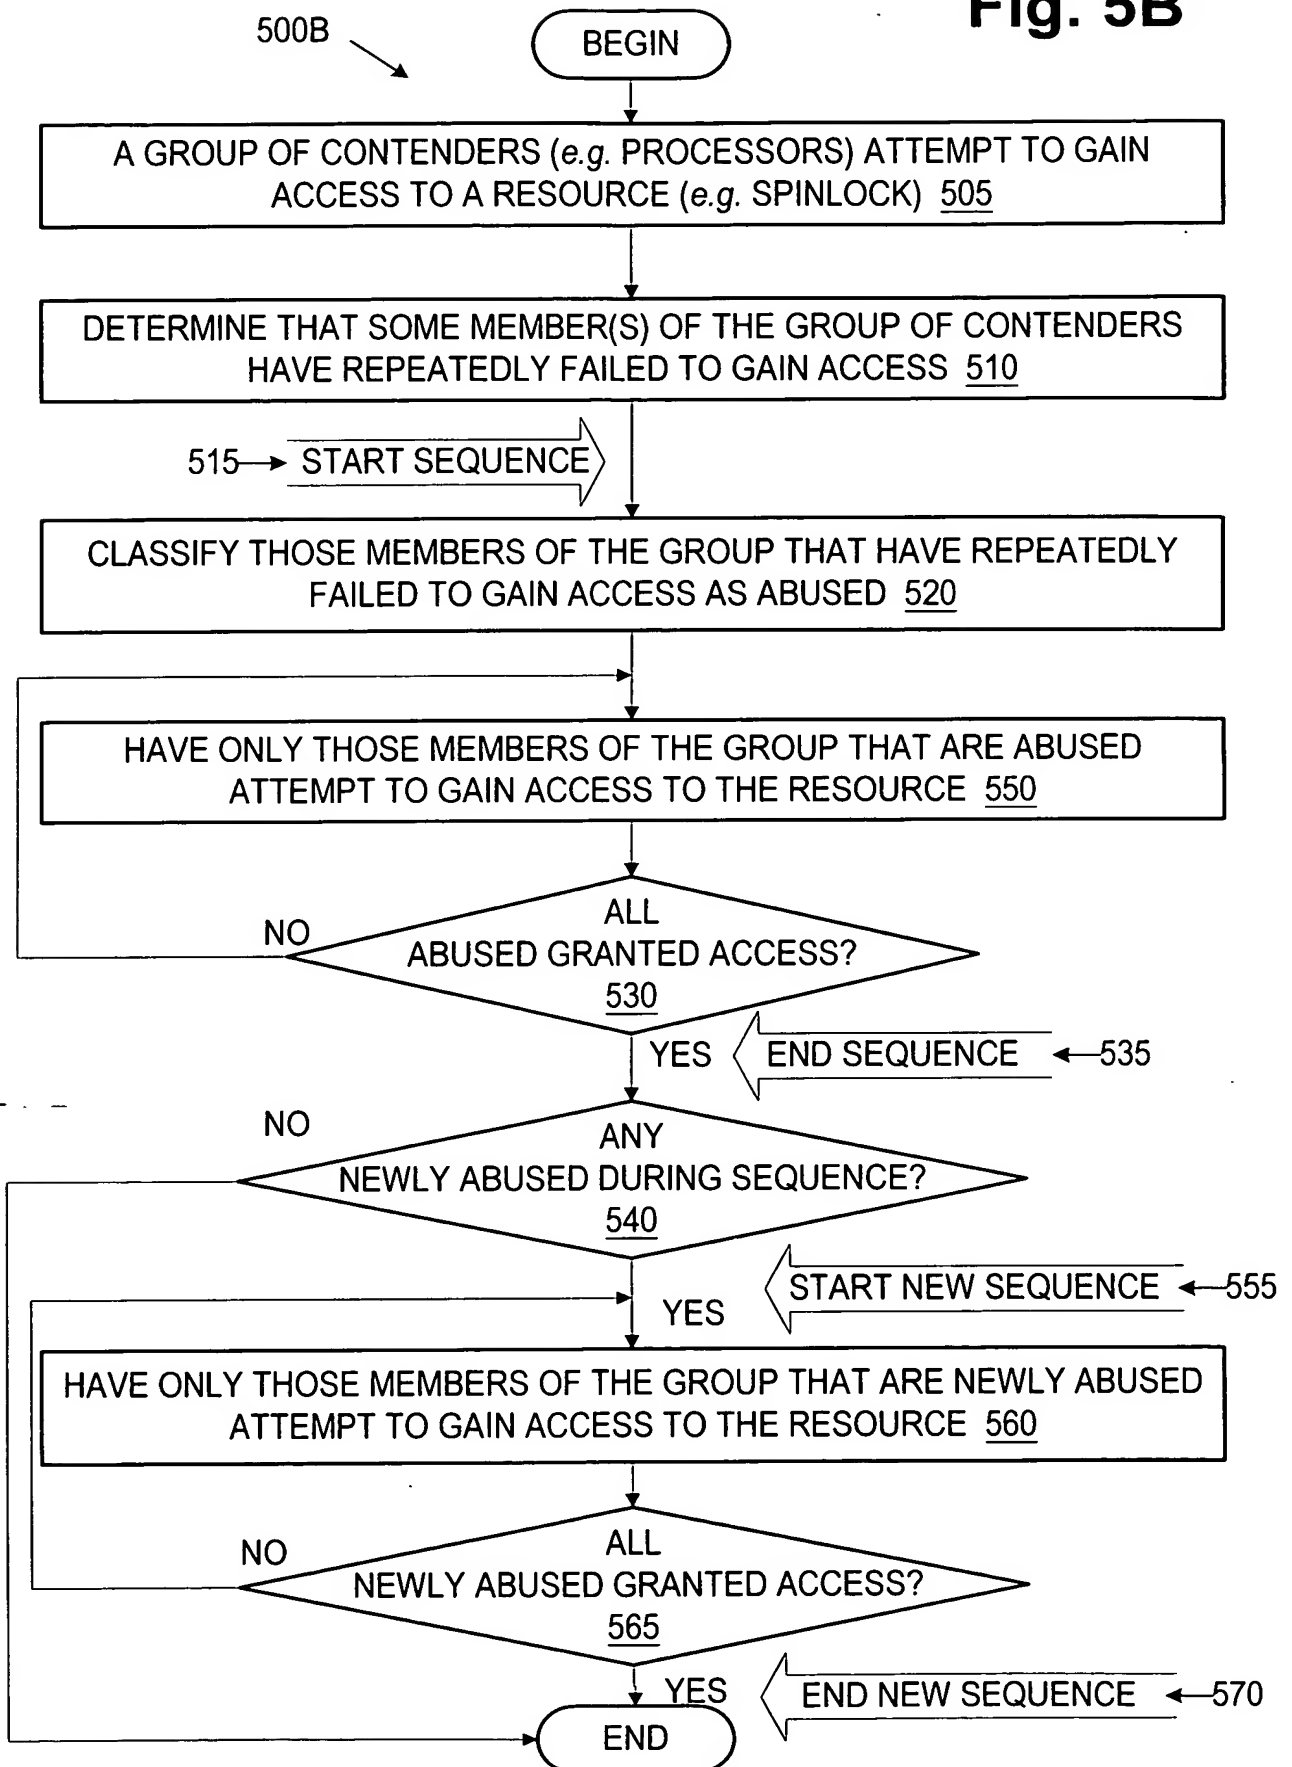 Fig. 5B
500B
BEGIN
A GROUP OF CONTENDERS (e.g. PROCESSORS) ATTEMPT TO GAIN
ACCESS TO A RESOURCE (e.g. SPINLOCK) 505
DETERMINE THAT SOME MEMBER(S) OF THE GROUP OF CONTENDERS
HAVE REPEATEDLY FAILED TO GAIN ACCESS 510
515 START SEQUENCE
CLASSIFY THOSE MEMBERS OF THE GROUP THAT HAVE REPEATEDLY
FAILED TO GAIN ACCESS AS ABUSED 520
HAVE ONLY THOSE MEMBERS OF THE GROUP THAT ARE ABUSED
ATTEMPT TO GAIN ACCESS TO THE RESOURCE 550
NO
ALL
ABUSED GRANTED ACCESS?
530
YES
END SEQUENCE 535
NO
ANY
NEWLY ABUSED DURING SEQUENCE?
540
START NEW SEQUENCE 555
YES
HAVE ONLY THOSE MEMBERS OF THE GROUP THAT ARE NEWLY ABUSED
ATTEMPT TO GAIN ACCESS TO THE RESOURCE 560
NO
ALL
NEWLY ABUSED GRANTED ACCESS?
565
YES
END NEW SEQUENCE 570
END